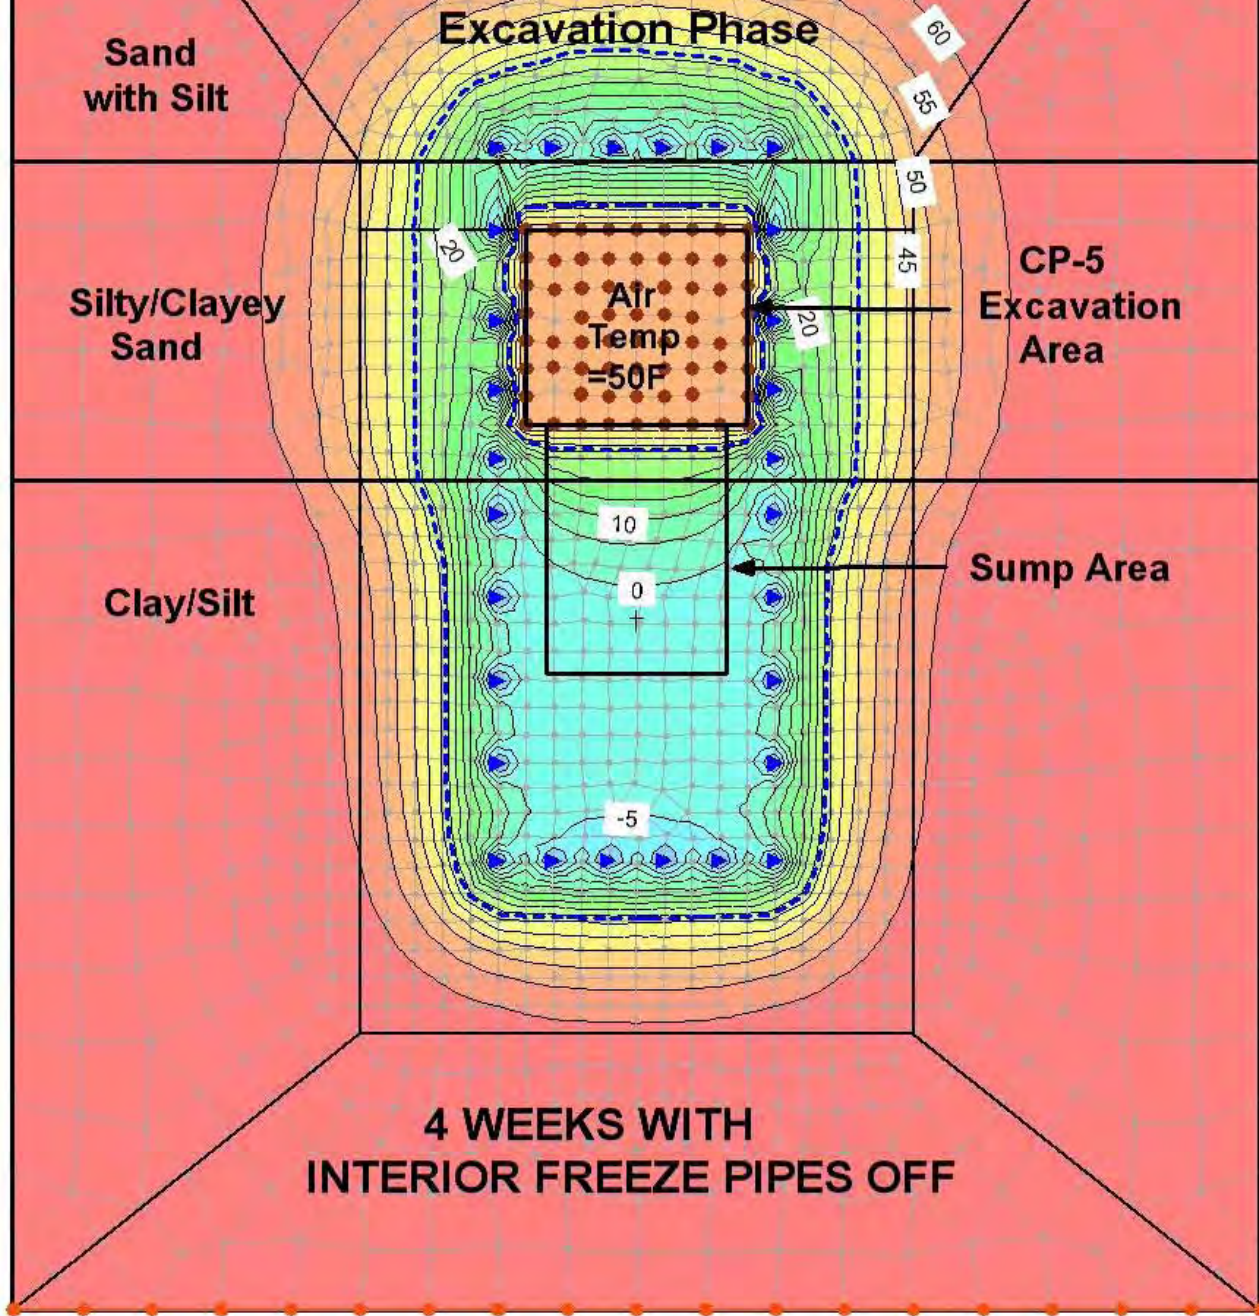 Excavation Phase
60
Sand
with Silt
55
50
20
45
CP-5
Excavation
Area
Silty/Clayey
Sand
Air
Temp
=50F
20
10
Sump Area
0
Clay/Silt
-5
4 WEEKS WITH
INTERIOR FREEZE PIPES OFF